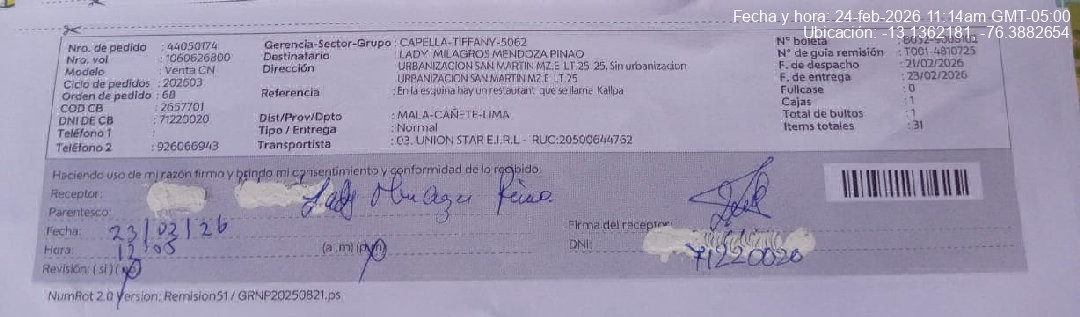 Fecha y hora: 24-feb-2026 11:14am GMT-05:00
Ubicación: -13.1362181, -76.3882654
Nro. de pedido : 44050174
Nro. vol : 1060626800
Modelo : Venta CN
Ciclo de pedidos : 202603
Orden de pedido : 68
COD CB : 2657701
DNI DE CB : 71220020
Teléfono 1
Teléfono 2 : 926066943
Gerencia-Sector-Grupo : CAPELLA-TIFFANY-5062
Destinatario : LADY MILAGROS MENDOZA PINAO
Dirección : URBANIZACION SAN MARTIN MZ.E LT 25 25. Sin urbanizacion
URBANIZACION SAN MARTIN MZ.E LT 25
Referencia : En la esquina hay un restaurant que se llame Kallpa
Dist/Prov/Dpto : MALA-CAÑETE-LIMA
Tipo / Entrega : Normal
Transportista : 03. UNION STAR E.I.R.L - RUC:20500644762
N° boleta
N° de guía remisión : T001-4810725
F. de despacho : 21/02/2026
F. de entrega : 23/02/2026
Fullcase : 0
Cajas : 1
Total de bultos : 1
Items totales : 31
Haciendo uso de mi razón firmo y brindo mi consentimiento y conformidad de lo recibido
Receptor: Lady
Parentesco:
Fecha: 23/02/26
Hora: (a.m) (p.m)
Revisión: (si) (no)
Firma del receptor
DNI: 71220020
NumRot 2.0 Version: Remision51 / GRNP20250821.ps